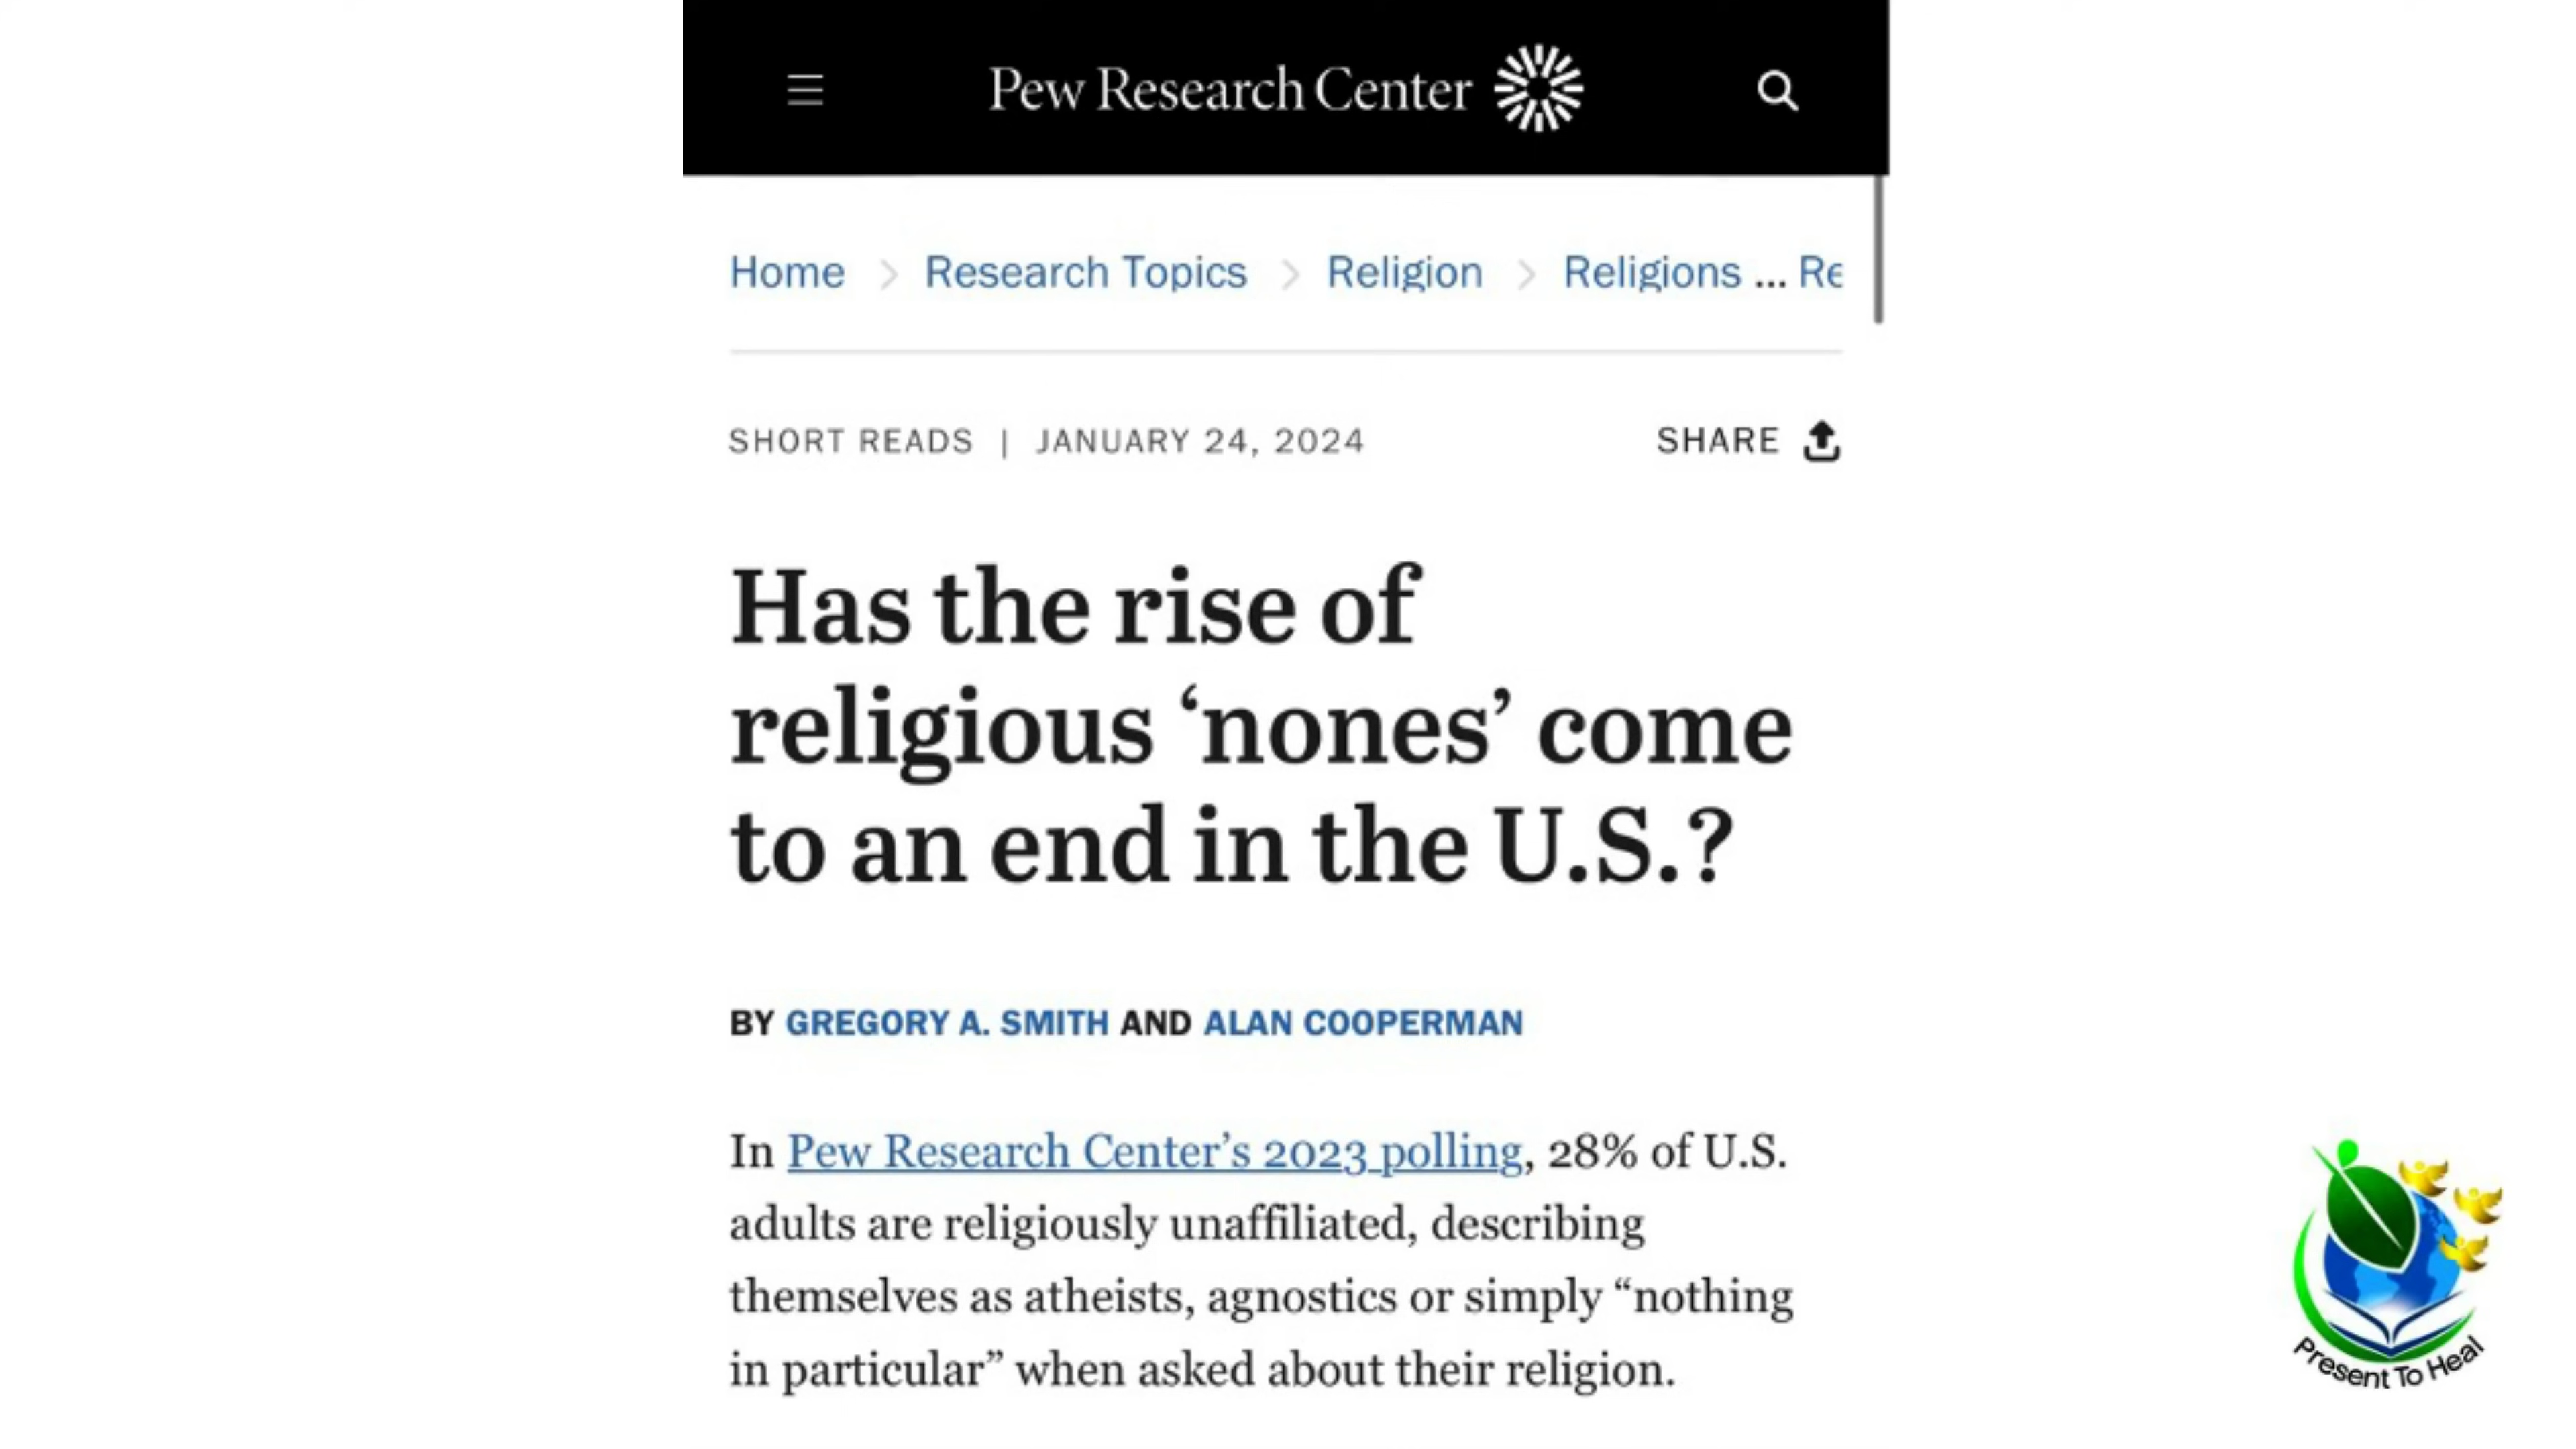 Pew Research Center
Home > Research Topics > Religion > Religions ... Re
SHORT READS | JANUARY 24, 2024 SHARE
Has the rise of
religious ‘nones’ come
to an end in the U.S.?
BY GREGORY A. SMITH AND ALAN COOPERMAN
In Pew Research Center’s 2023 polling, 28% of U.S.
adults are religiously unaffiliated, describing
themselves as atheists, agnostics or simply “nothing
in particular” when asked about their religion.
Present To Heal